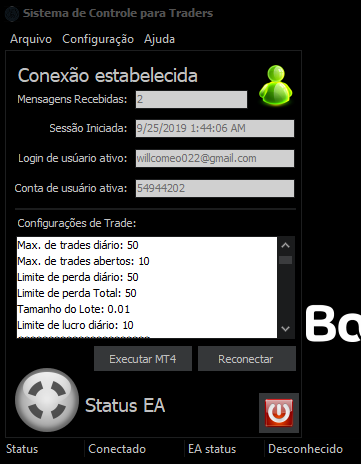 Sistema de Controle para Traders
Arquivo Configuração Ajuda
Conexão estabelecida
Mensagens Recebidas: 2
Sessão Iniciada: 9/25/2019 1:44:06 AM
Login de usúario ativo: willcomeo022@gmail.com
Conta de usuário ativa: 54944202
Configurações de Trade:
Max. de trades diário: 50
Max. de trades abertos: 10
Limite de perda diário: 50
Limite de perda Total: 50
Tamanho do Lote: 0.01
Limite de lucro diário: 10
Executar MT4 Reconectar
Status EA
Status Conectado EA status Desconhecido